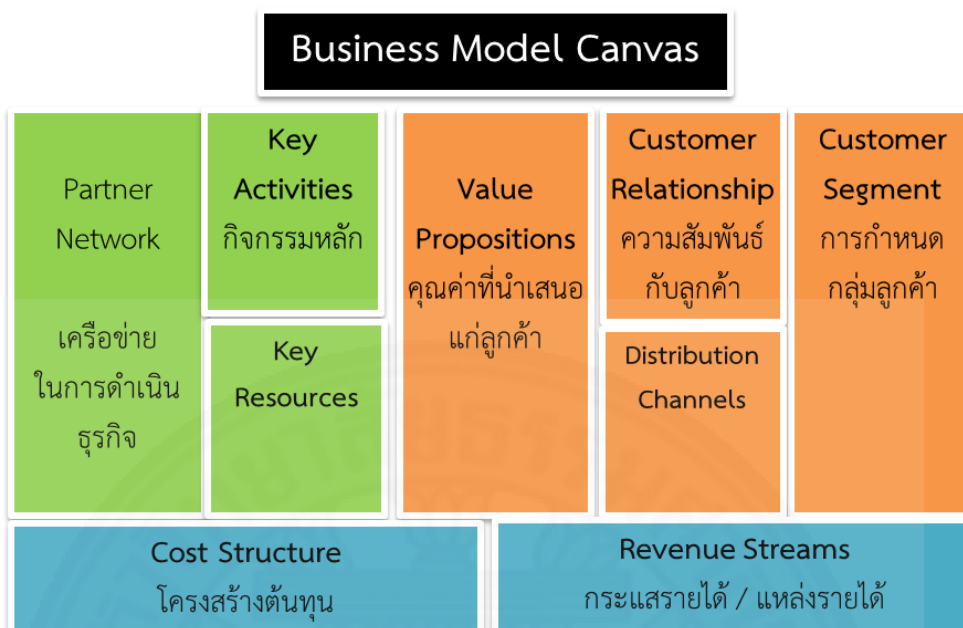 Business Model Canvas
Partner
Network
เครือข่าย
ในการดำเนิน
ธุรกิจ
Key
Activities
กิจกรรมหลัก
Key
Resources
Value
Propositions
คุณค่าที่นำเสนอ
แก่ลูกค้า
Customer
Relationship
ความสัมพันธ์
กับลูกค้า
Distribution
Channels
Customer
Segment
การกำหนด
กลุ่มลูกค้า
Cost Structure
โครงสร้างต้นทุน
Revenue Streams
กระแสรายได้ / แหล่งรายได้